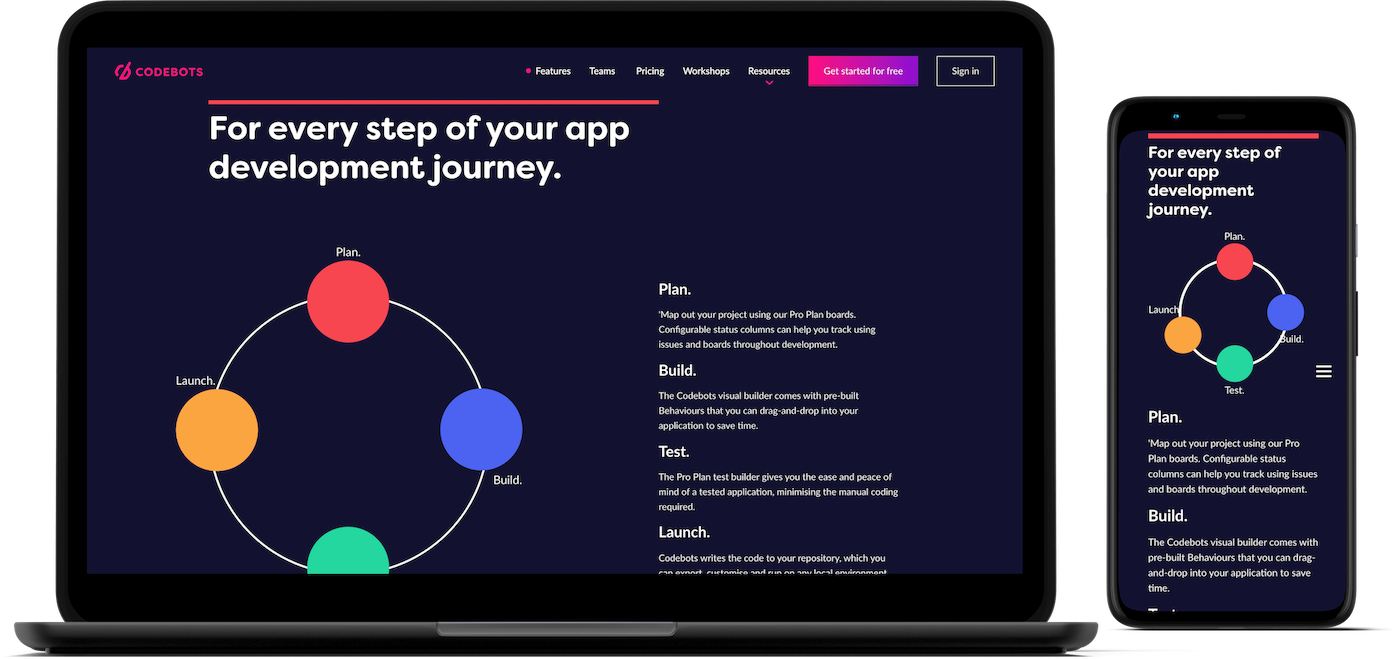 CODEBOTS
Features Teams Pricing Workshops Resources Get started for free Sign in
For every step of your app
development journey.
Plan.
Launch.
Build.
Plan.
'Map out your project using our Pro Plan boards.
Configurable status columns can help you track using
issues and boards throughout development.
Build.
The Codebots visual builder comes with pre-built
Behaviours that you can drag-and-drop into your
application to save time.
Test.
The Pro Plan test builder gives you the ease and peace of
mind of a tested application, minimising the manual coding
required.
Launch.
Codebots writes the code to your repository, which you
can export, customise and run on any local environment
For every step of
your app
development
journey.
Plan.
Launch
Build.
Test.
Plan.
'Map out your project using our Pro
Plan boards. Configurable status
columns can help you track using issues
and boards throughout development.
Build.
The Codebots visual builder comes with
pre-built Behaviours that you can drag-
and-drop into your application to save
time.